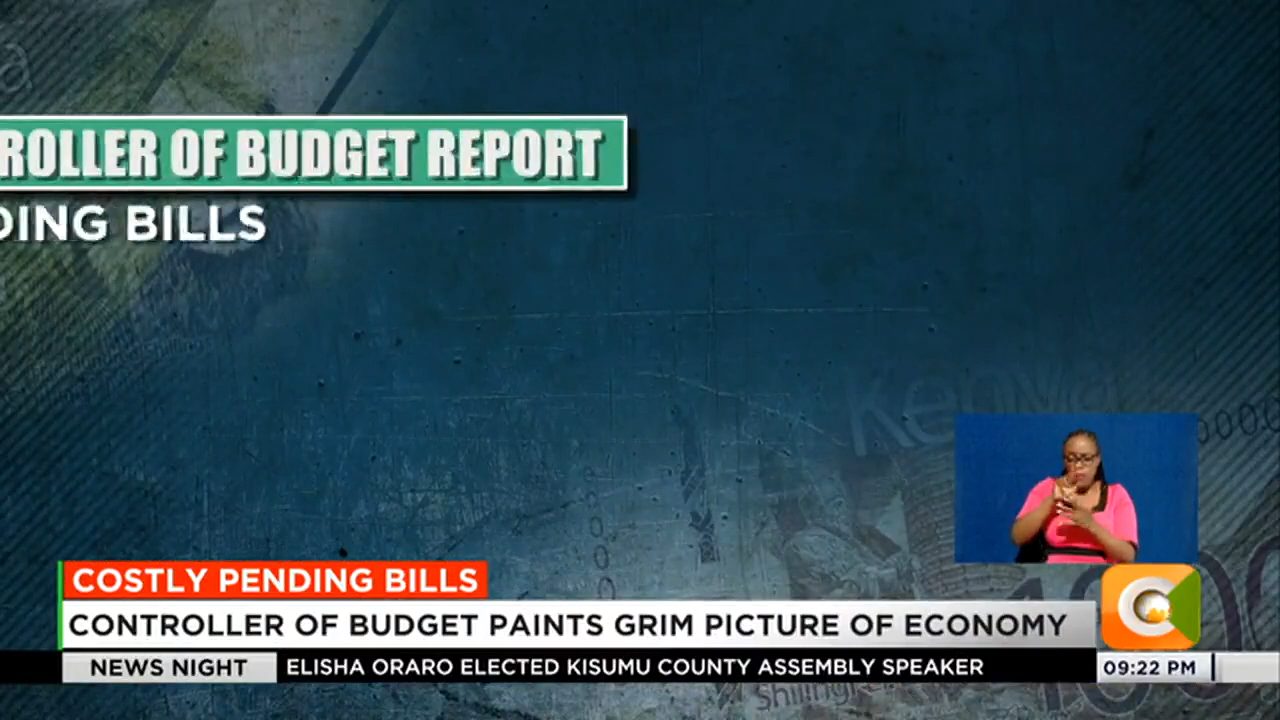 ROLLER OF BUDGET REPORT
DING BILLS
Kenya
COSTLY PENDING BILLS
CONTROLLER OF BUDGET PAINTS GRIM PICTURE OF ECONOMY
NEWS NIGHT
ELISHA ORARO ELECTED KISUMU COUNTY ASSEMBLY SPEAKER
09:22 PM